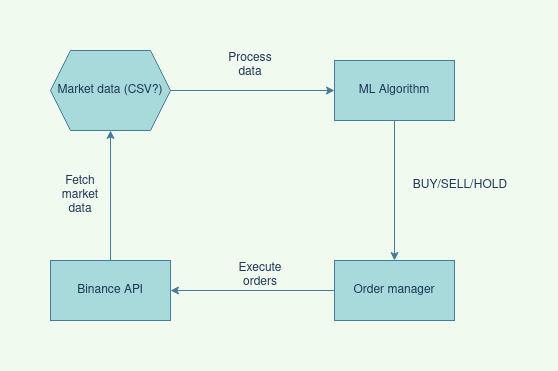 Process
data
Market data (CSV?)
ML Algorithm
Fetch
market
data
BUY/SELL/HOLD
Execute
orders
Binance API
Order manager